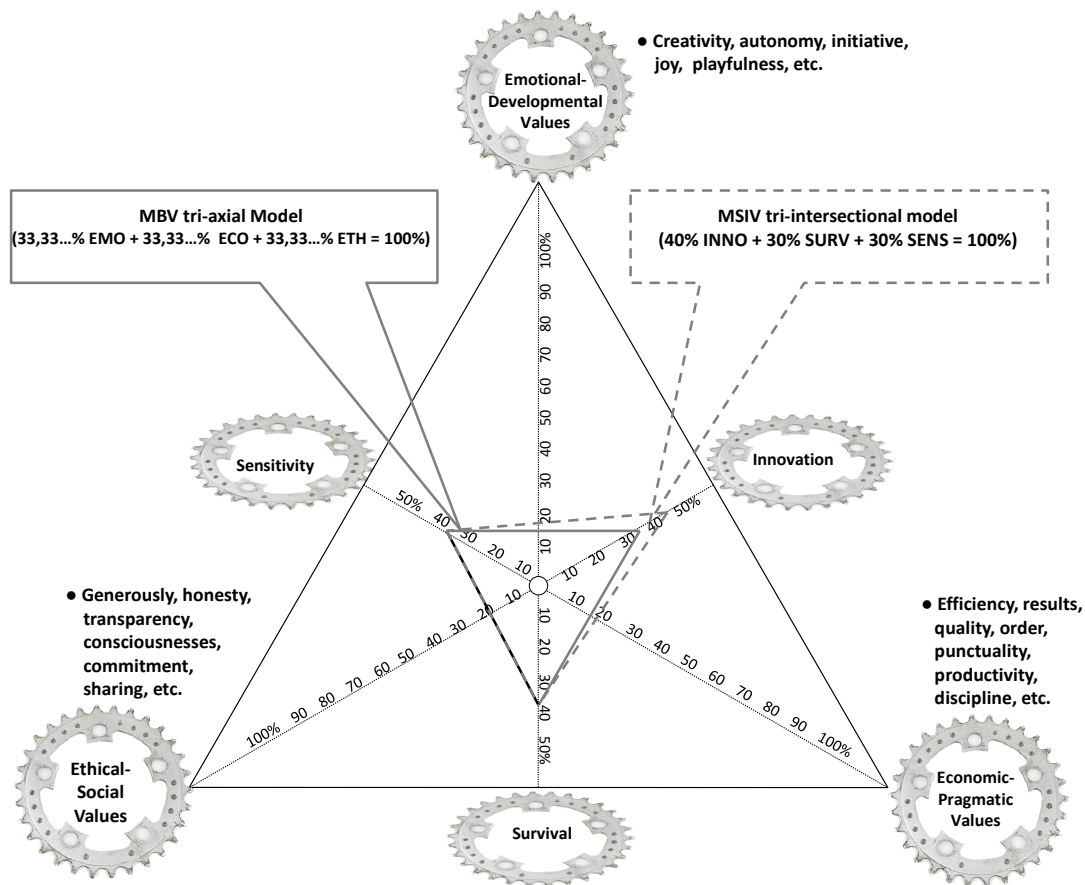 ● Creativity, autonomy, initiative,
joy, playfulness, etc.
Emotional-
Developmental
Values
MBV tri-axial Model
(33,33...% EMO + 33,33...% ECO + 33,33...% ETH = 100%)
MSIV tri-intersectional model
(40% INNO + 30% SURV + 30% SENS = 100%)
100%
90
80
70
60
50
40
30
20
10
Sensitivity
Innovation
50% 40 30 20 10
10 20 30 40 50%
● Generously, honesty,
transparency,
consciousnesses,
commitment,
sharing, etc.
● Efficiency, results,
quality, order,
punctuality,
productivity,
discipline, etc.
100% 90 80 70 60 50 40 30 20 10
10 20 30 40 50 60 70 80 90 100%
10
20
30
40
50%
Ethical-
Social
Values
Survival
Economic-
Pragmatic
Values